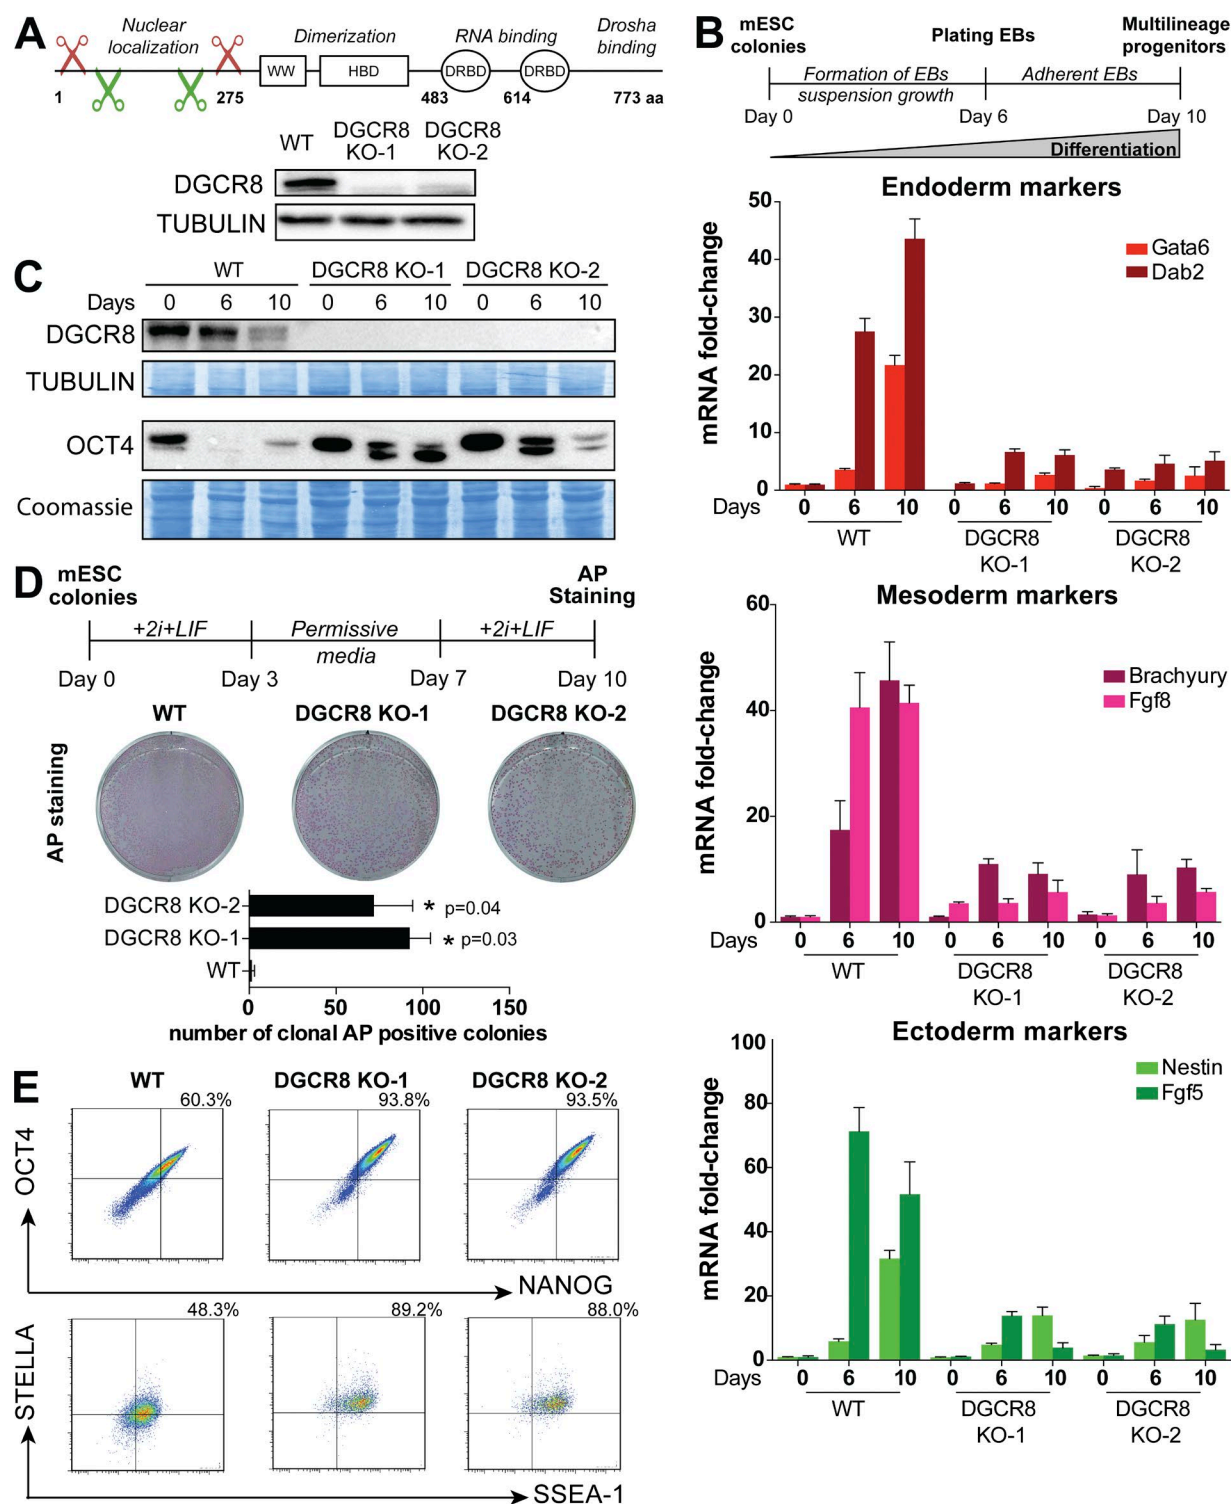 A
Nuclear localization
Dimerization
RNA binding
Drosha binding
WW
HBD
DRBD
DRBD
1
275
483
614
773 aa
WT
DGCR8 KO-1
DGCR8 KO-2
DGCR8
TUBULIN
B
mESC colonies
Plating EBs
Multilineage progenitors
Formation of EBs
suspension growth
Adherent EBs
Day 0
Day 6
Day 10
Differentiation
Endoderm markers
mRNA fold-change
50
40
30
20
10
0
Gata6
Dab2
Days
0 6 10
0 6 10
0 6 10
WT
DGCR8 KO-1
DGCR8 KO-2
Mesoderm markers
mRNA fold-change
60
40
20
0
Brachyury
Fgf8
Days
0 6 10
0 6 10
0 6 10
WT
DGCR8 KO-1
DGCR8 KO-2
Ectoderm markers
mRNA fold-change
100
80
60
40
20
0
Nestin
Fgf5
Days
0 6 10
0 6 10
0 6 10
WT
DGCR8 KO-1
DGCR8 KO-2
C
WT
DGCR8 KO-1
DGCR8 KO-2
Days
0 6 10
0 6 10
0 6 10
DGCR8
TUBULIN
OCT4
Coomassie
D
mESC colonies
AP Staining
+2i+LIF
Permissive media
+2i+LIF
Day 0
Day 3
Day 7
Day 10
WT
DGCR8 KO-1
DGCR8 KO-2
AP staining
DGCR8 KO-2
* p=0.04
DGCR8 KO-1
* p=0.03
WT
0 50 100 150
number of clonal AP positive colonies
E
WT
DGCR8 KO-1
DGCR8 KO-2
60.3%
93.8%
93.5%
OCT4
NANOG
48.3%
89.2%
88.0%
STELLA
SSEA-1